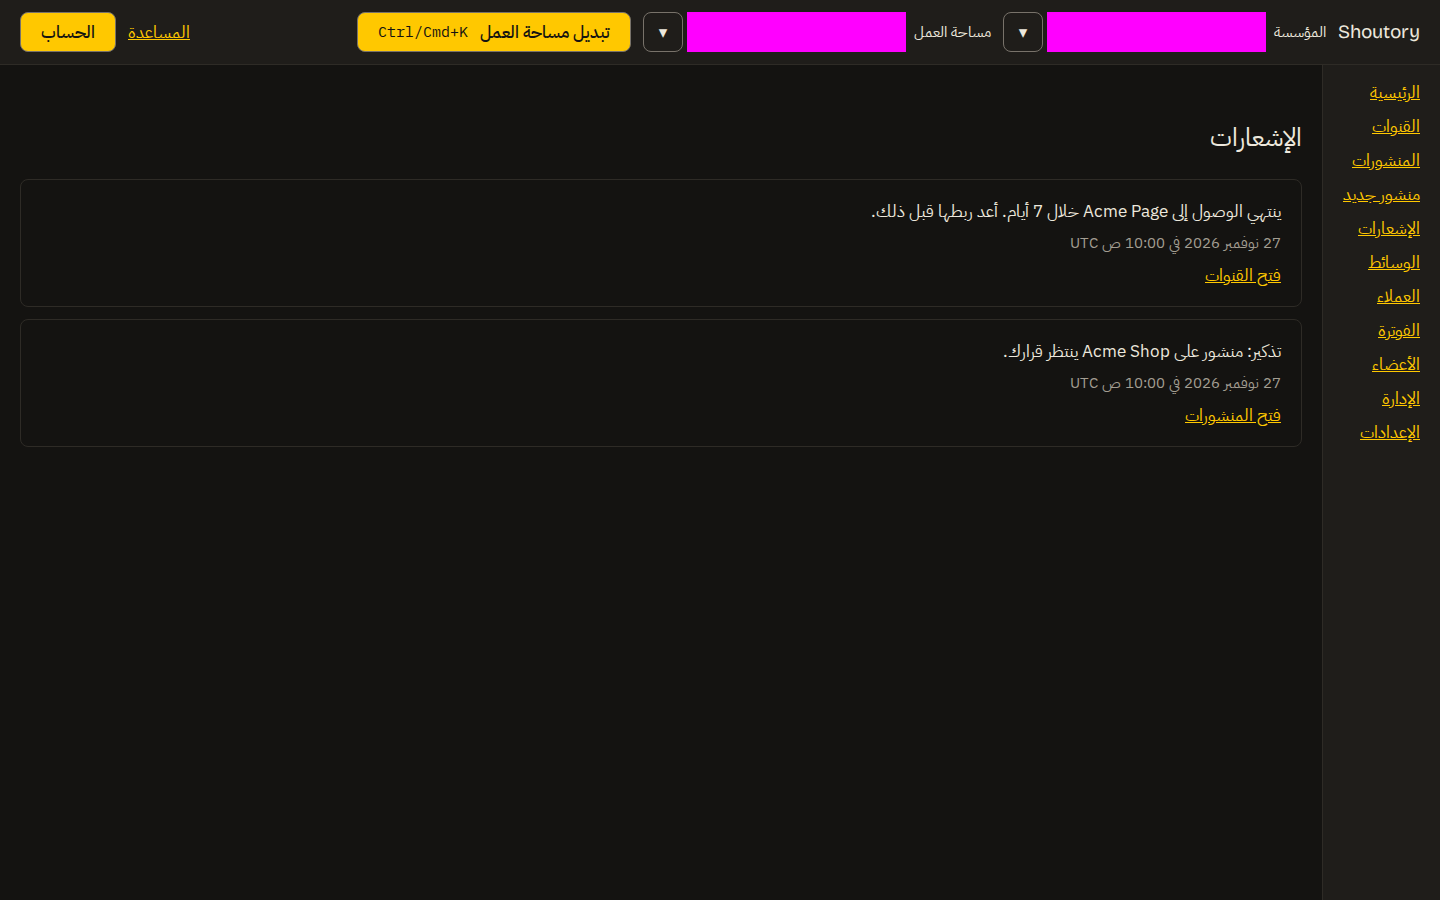 Shoutory المؤسسة ▼ مساحة العمل ▼ تبديل مساحة العمل Ctrl/Cmd+K المساعدة الحساب
الرئيسية
القنوات
المنشورات
منشور جديد
الإشعارات
الوسائط
العملاء
الفوترة
الأعضاء
الإدارة
الإعدادات
الإشعارات
ينتهي الوصول إلى Acme Page خلال 7 أيام. أعد ربطها قبل ذلك.
27 نوفمبر 2026 في 10:00 ص UTC
فتح القنوات
تذكير: منشور على Acme Shop ينتظر قرارك.
27 نوفمبر 2026 في 10:00 ص UTC
فتح المنشورات